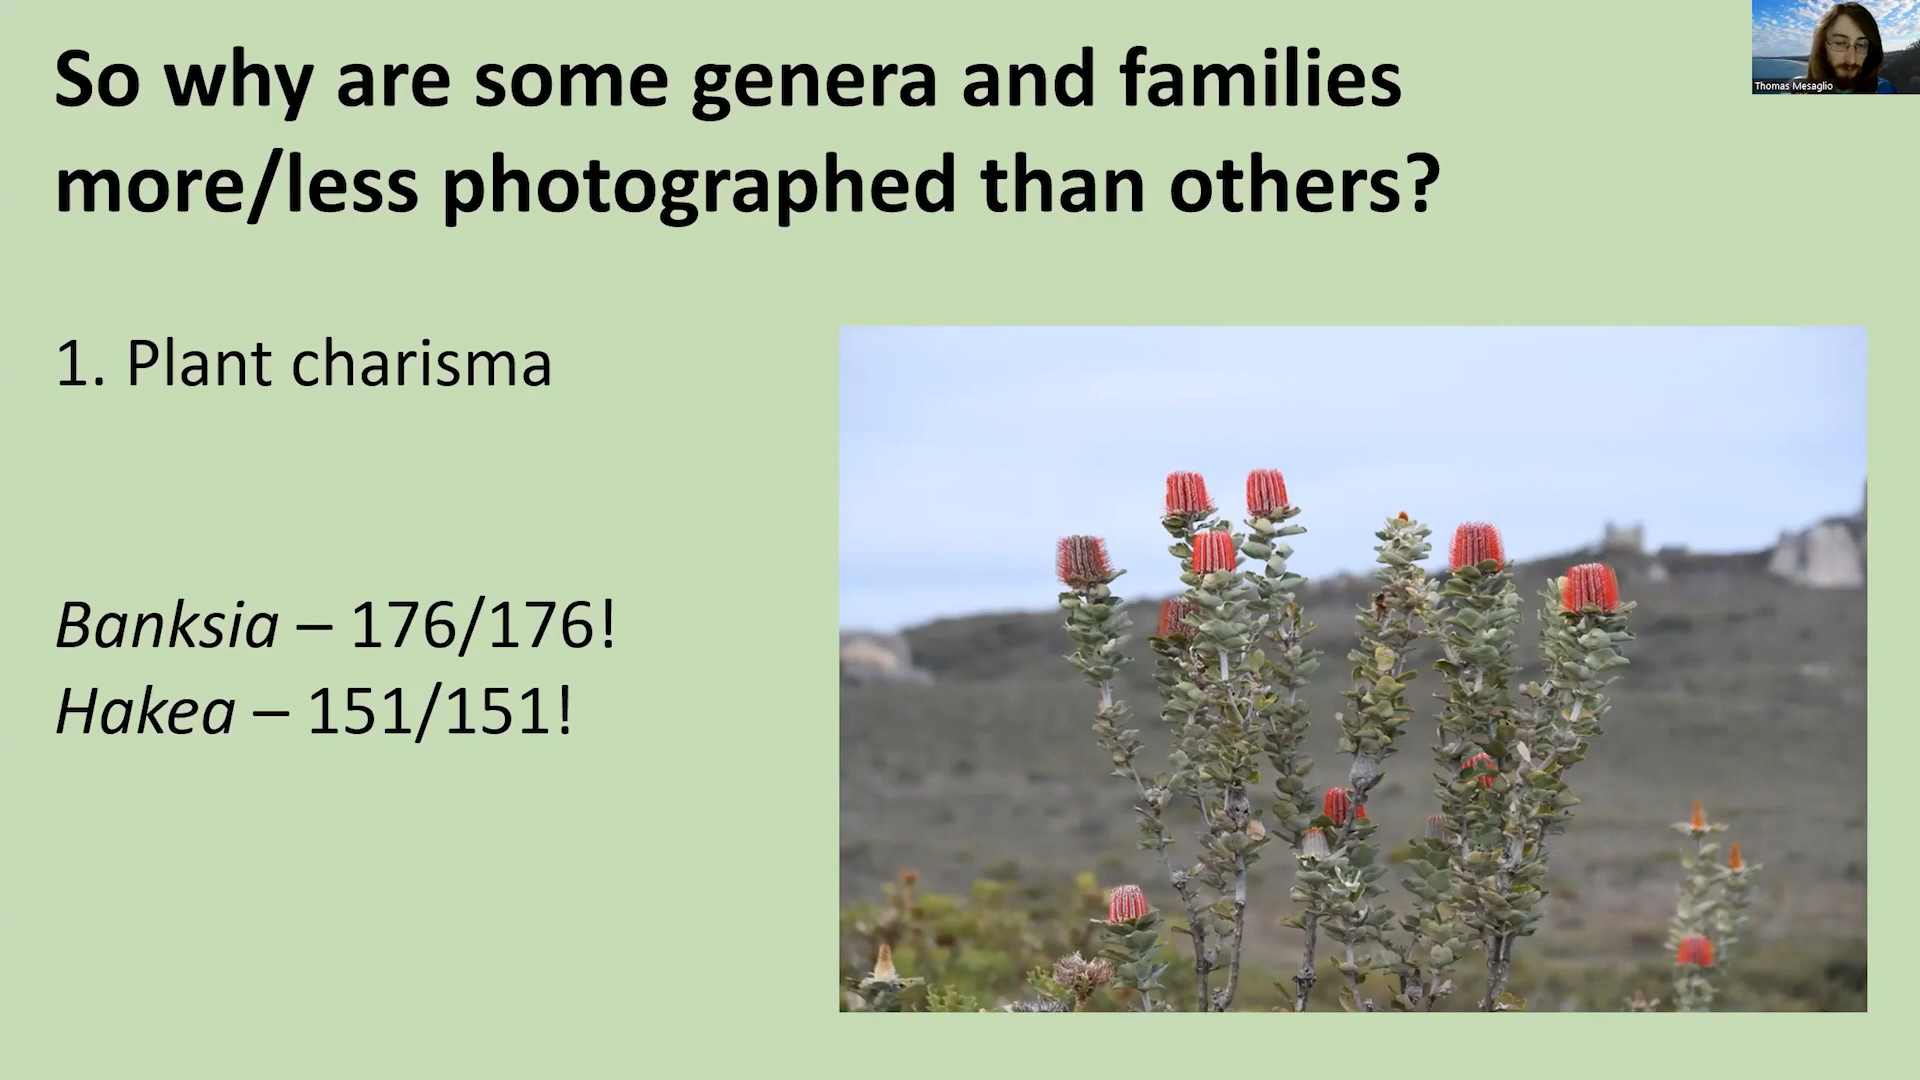 So why are some genera and families
more/less photographed than others?
Thomas Mesaglio
1. Plant charisma
Banksia – 176/176!
Hakea – 151/151!